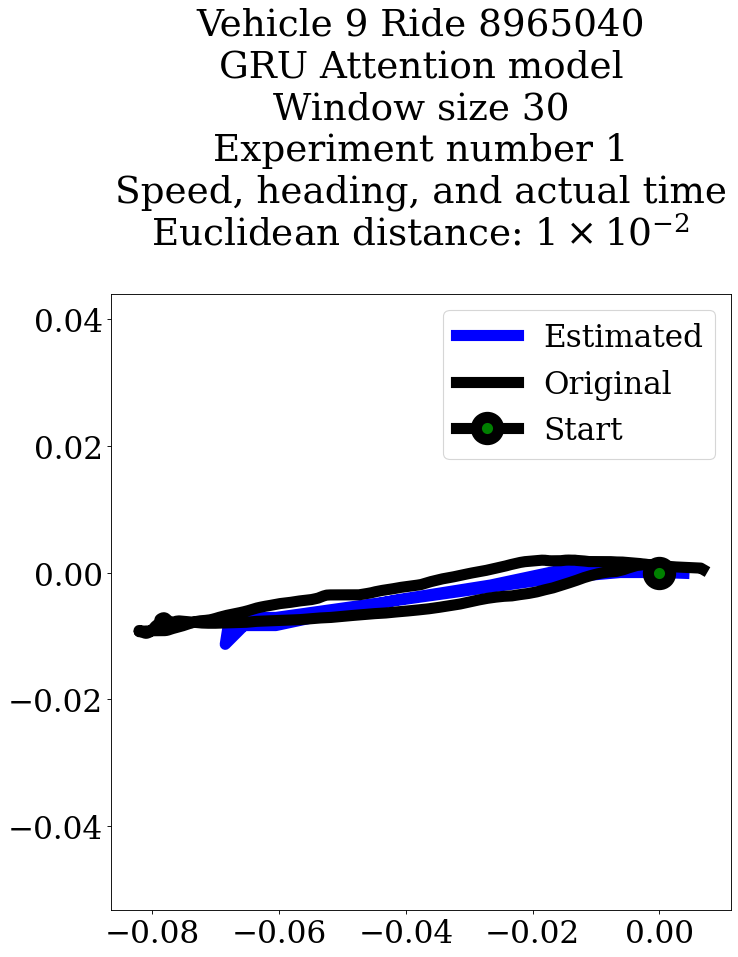 Vehicle 9 Ride 8965040
GRU Attention model
Window size 30
Experiment number 1
Speed, heading, and actual time
Euclidean distance: 1 × 10⁻²
Estimated
Original
Start
0.04
0.02
0.00
−0.02
−0.04
−0.08 −0.06 −0.04 −0.02 0.00